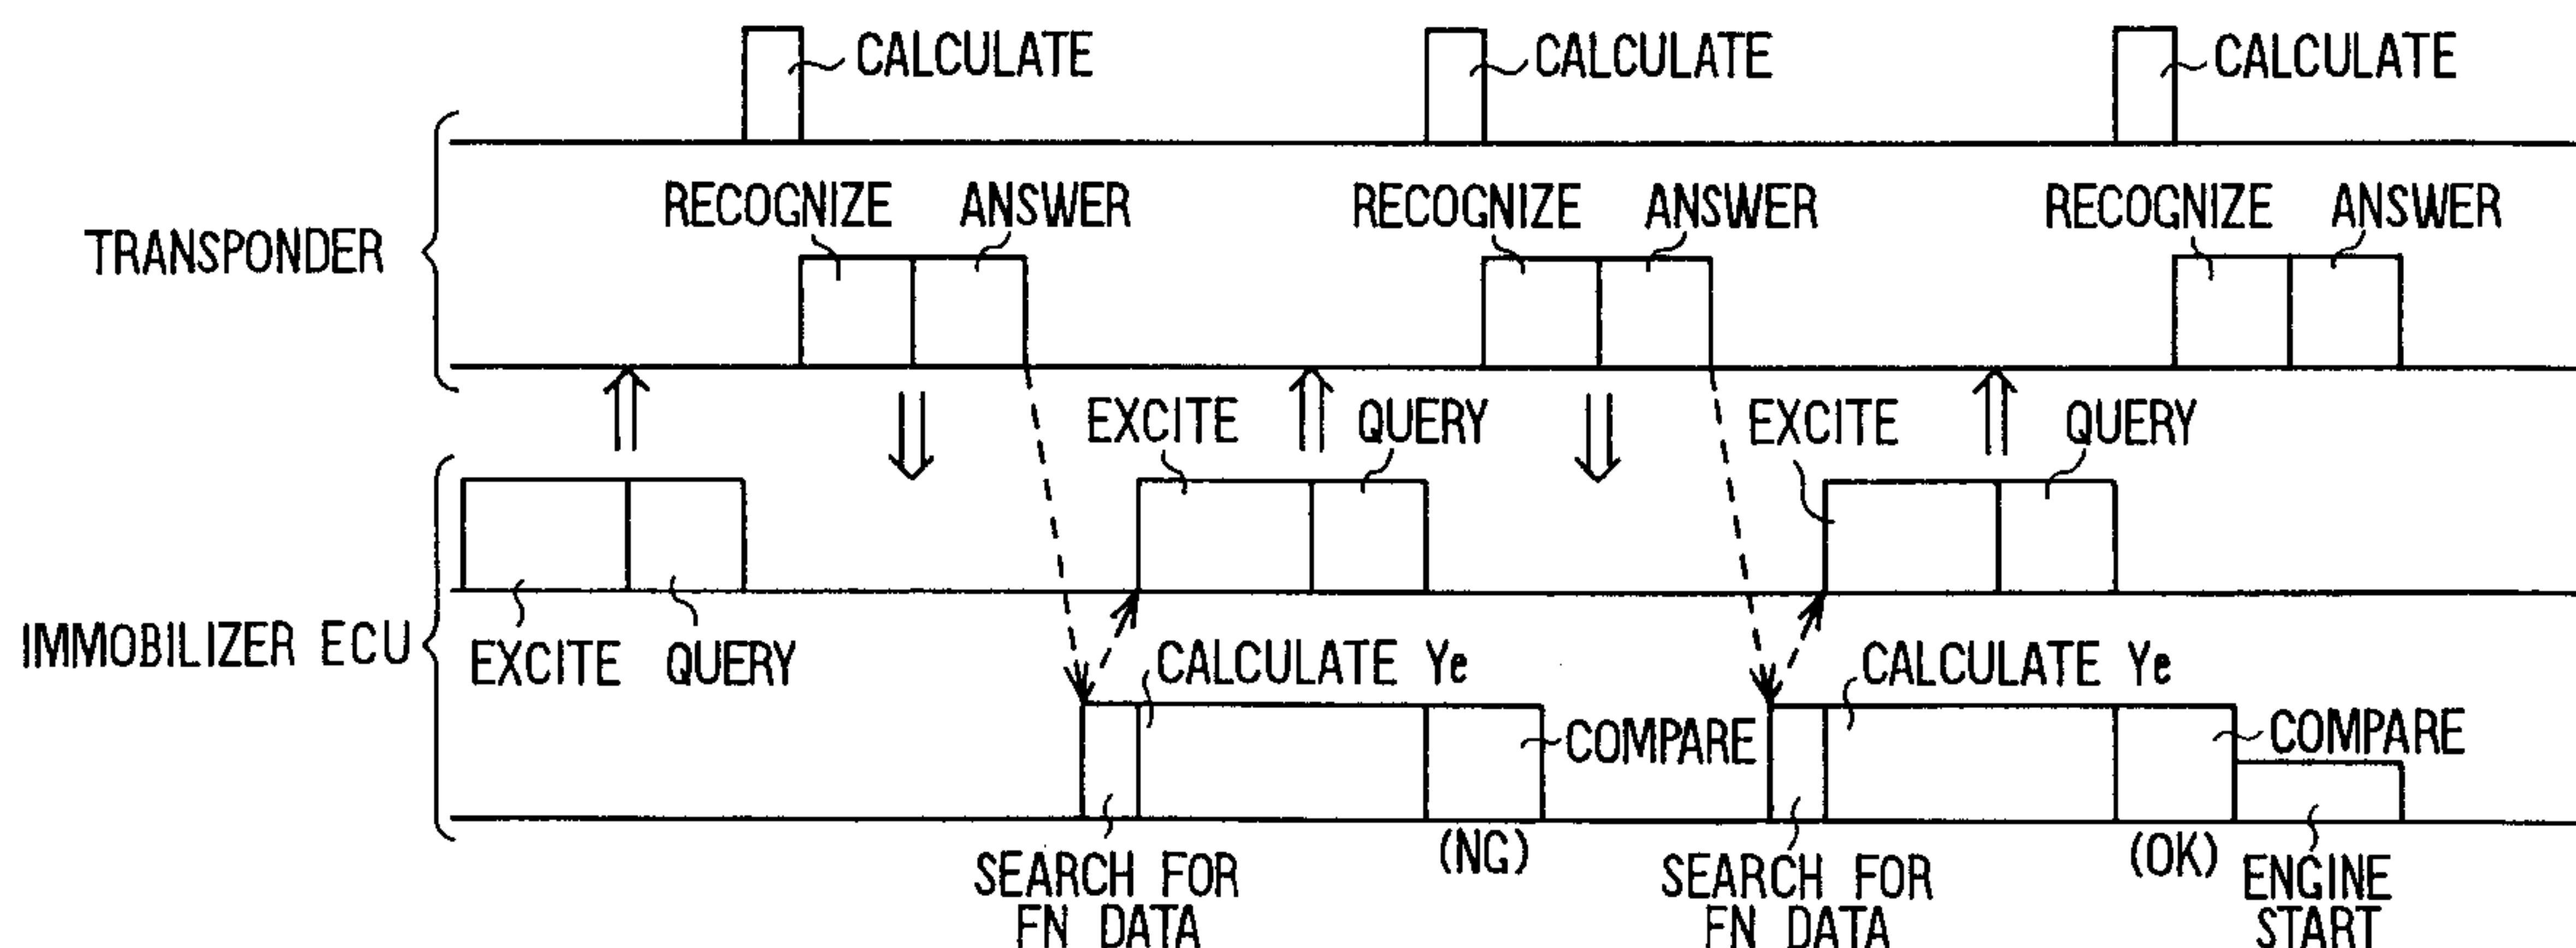 CALCULATE CALCULATE CALCULATE
RECOGNIZE ANSWER RECOGNIZE ANSWER RECOGNIZE ANSWER
TRANSPONDER
EXCITE QUERY EXCITE QUERY
IMMOBILIZER ECU
EXCITE QUERY CALCULATE Ye CALCULATE Ye
COMPARE COMPARE
(NG) (OK)
SEARCH FOR
FN DATA
SEARCH FOR
FN DATA
ENGINE
START